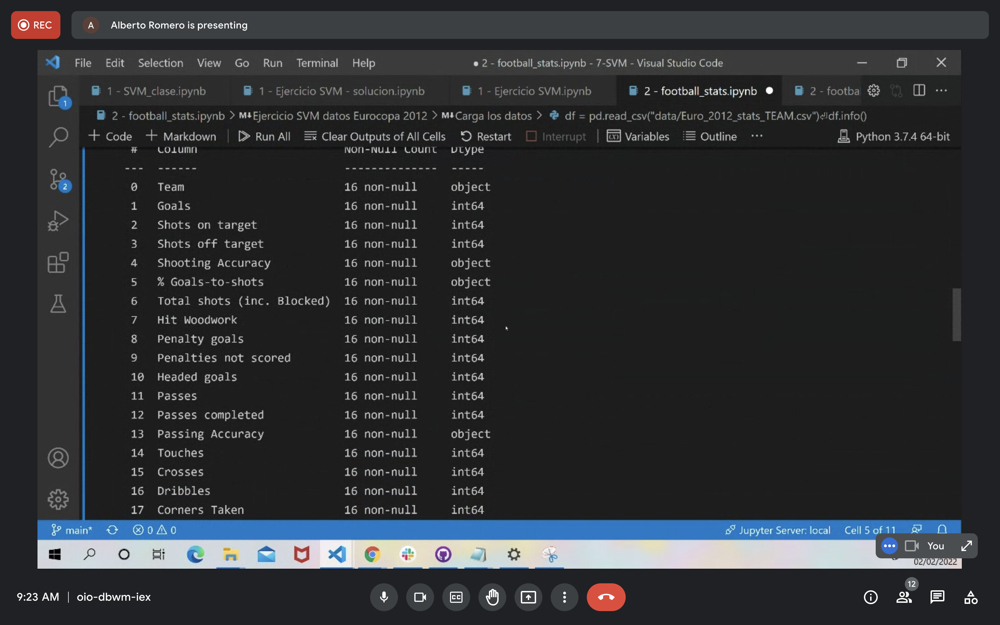 REC
A Alberto Romero is presenting
File Edit Selection View Go Run Terminal Help ● 2 - football_stats.ipynb - 7-SVM - Visual Studio Code
1 - SVM_clase.ipynb 1 - Ejercicio SVM - solucion.ipynb 1 - Ejercicio SVM.ipynb 2 - football_stats.ipynb ● 2 - footba
1
2 - football_stats.ipynb > M↓Ejercicio SVM datos Eurocopa 2012 > M↓Carga los datos > df = pd.read_csv("data/Euro_2012_stats_TEAM.csv")⏎df.info()
+ Code + Markdown | Run All Clear Outputs of All Cells Restart Interrupt | Variables Outline ... Python 3.7.4 64-bit
# Column Non-Null Count Dtype
--- ------ -------------- -----
2
0 Team 16 non-null object
1 Goals 16 non-null int64
2 Shots on target 16 non-null int64
3 Shots off target 16 non-null int64
4 Shooting Accuracy 16 non-null object
5 % Goals-to-shots 16 non-null object
6 Total shots (inc. Blocked) 16 non-null int64
7 Hit Woodwork 16 non-null int64
8 Penalty goals 16 non-null int64
9 Penalties not scored 16 non-null int64
10 Headed goals 16 non-null int64
11 Passes 16 non-null int64
12 Passes completed 16 non-null int64
13 Passing Accuracy 16 non-null object
14 Touches 16 non-null int64
15 Crosses 16 non-null int64
16 Dribbles 16 non-null int64
17 Corners Taken 16 non-null int64
main* 0 0 Jupyter Server: local Cell 5 of 11
You
02/02/2022
9:23 AM | oio-dbwm-iex
CC
12